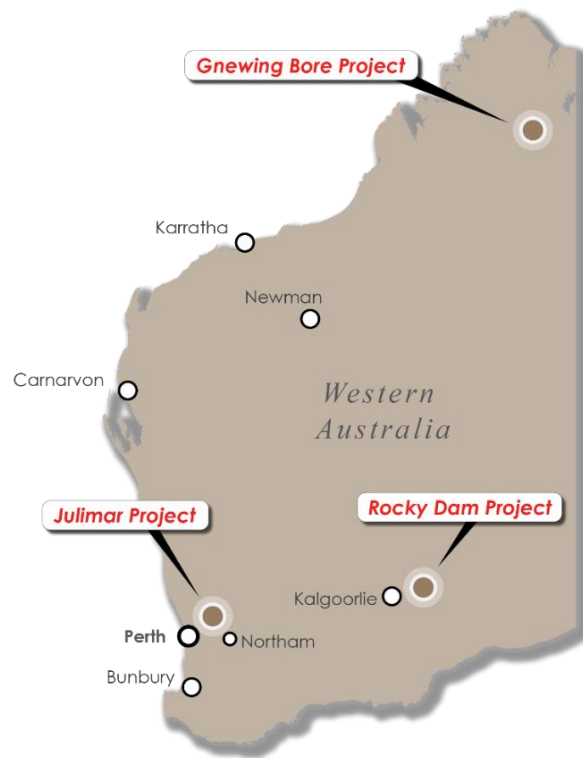 Gnewing Bore Project
Karratha
Newman
Carnarvon
Western
Australia
Julimar Project
Rocky Dam Project
Kalgoorlie
Perth
Northam
Bunbury